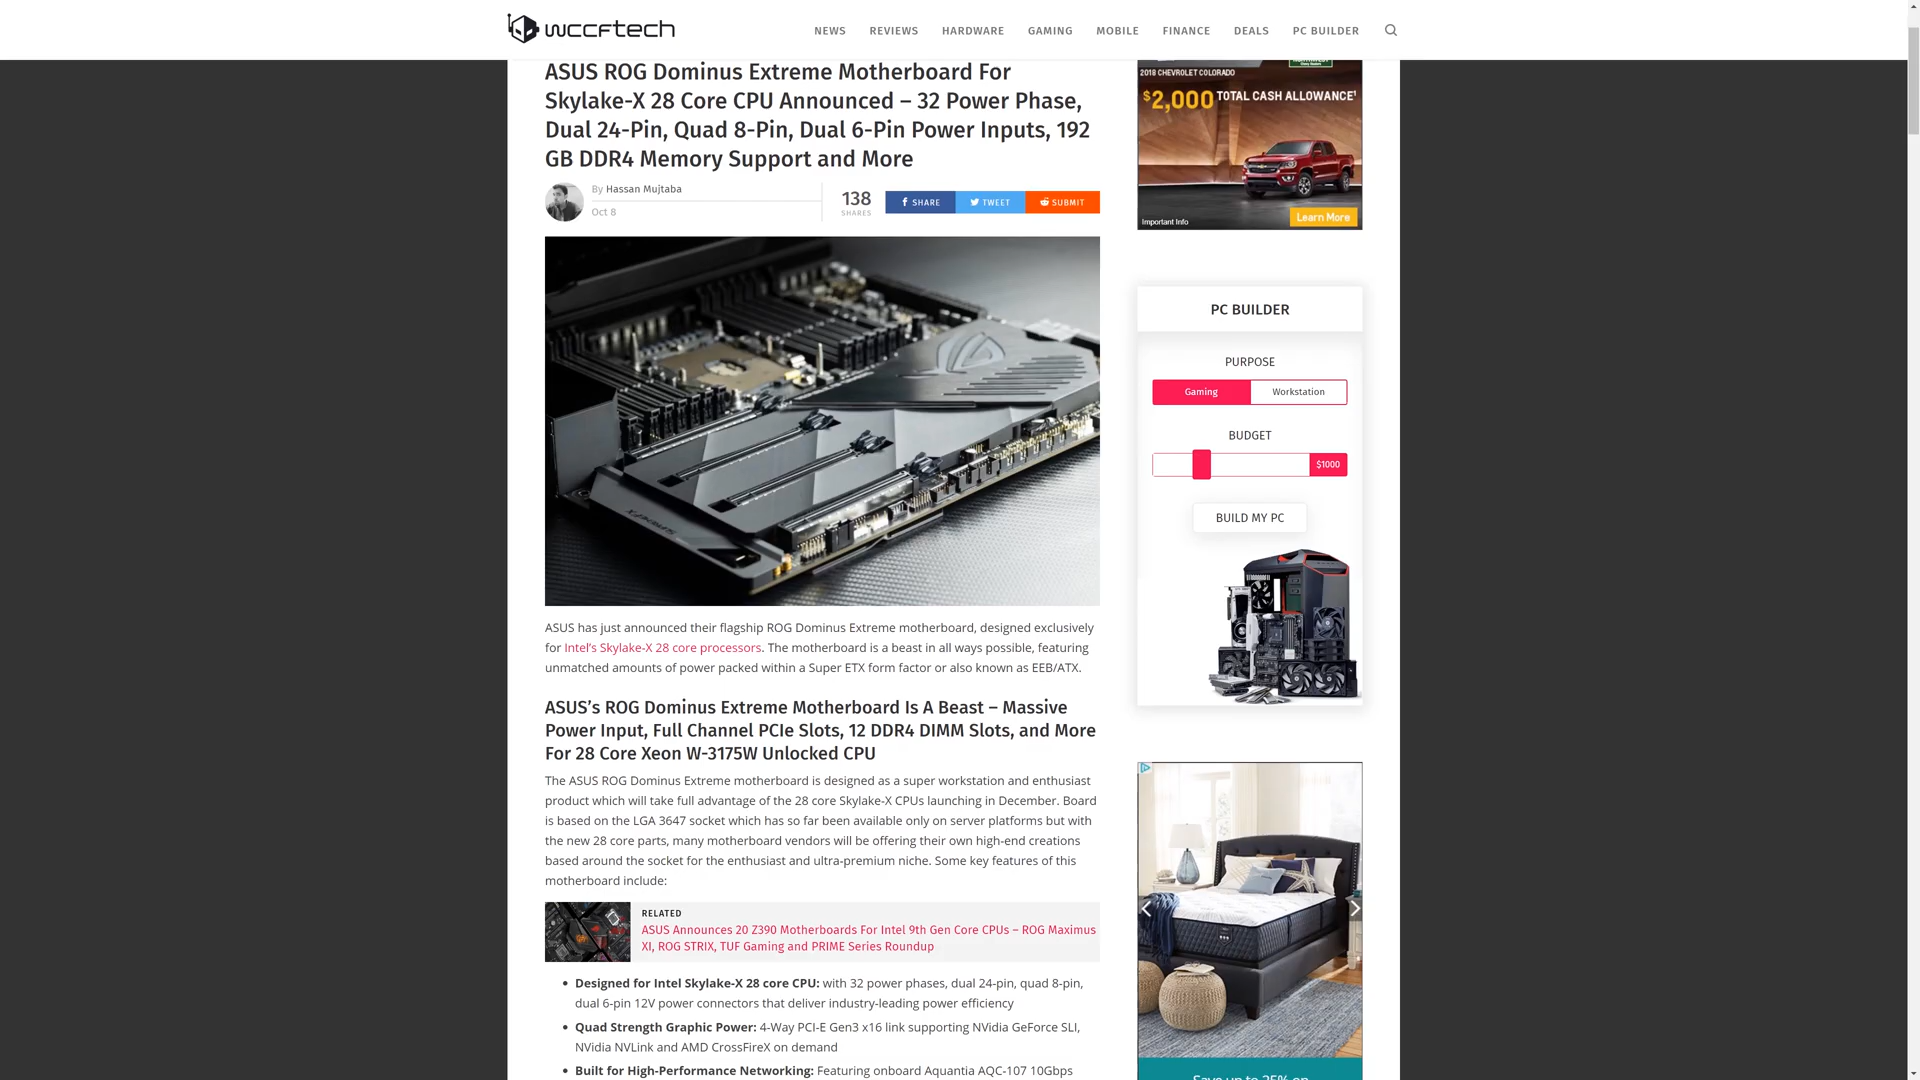 wccftech
NEWS REVIEWS HARDWARE GAMING MOBILE FINANCE DEALS PC BUILDER
ASUS ROG Dominus Extreme Motherboard For
Skylake-X 28 Core CPU Announced – 32 Power Phase,
Dual 24-Pin, Quad 8-Pin, Dual 6-Pin Power Inputs, 192
GB DDR4 Memory Support and More
By Hassan Mujtaba
Oct 8
138
SHARES
SHARE
TWEET
SUBMIT
ASUS has just announced their flagship ROG Dominus Extreme motherboard, designed exclusively
for Intel’s Skylake-X 28 core processors. The motherboard is a beast in all ways possible, featuring
unmatched amounts of power packed within a Super ETX form factor or also known as EEB/ATX.
ASUS’s ROG Dominus Extreme Motherboard Is A Beast – Massive
Power Input, Full Channel PCIe Slots, 12 DDR4 DIMM Slots, and More
For 28 Core Xeon W-3175W Unlocked CPU
The ASUS ROG Dominus Extreme motherboard is designed as a super workstation and enthusiast
product which will take full advantage of the 28 core Skylake-X CPUs launching in December. Board
is based on the LGA 3647 socket which has so far been available only on server platforms but with
the new 28 core parts, many motherboard vendors will be offering their own high-end creations
based around the socket for the enthusiast and ultra-premium niche. Some key features of this
motherboard include:
RELATED
ASUS Announces 20 Z390 Motherboards For Intel 9th Gen Core CPUs – ROG Maximus
XI, ROG STRIX, TUF Gaming and PRIME Series Roundup
• Designed for Intel Skylake-X 28 core CPU: with 32 power phases, dual 24-pin, quad 8-pin,
dual 6-pin 12V power connectors that deliver industry-leading power efficiency
• Quad Strength Graphic Power: 4-Way PCI-E Gen3 x16 link supporting NVidia GeForce SLI,
NVidia NVLink and AMD CrossFireX on demand
• Built for High-Performance Networking: Featuring onboard Aquantia AQC-107 10Gbps
2018 CHEVROLET COLORADO
$2,000 TOTAL CASH ALLOWANCE¹
Important Info
Learn More
PC BUILDER
PURPOSE
Gaming
Workstation
BUDGET
$1000
BUILD MY PC
Save up to 25% on